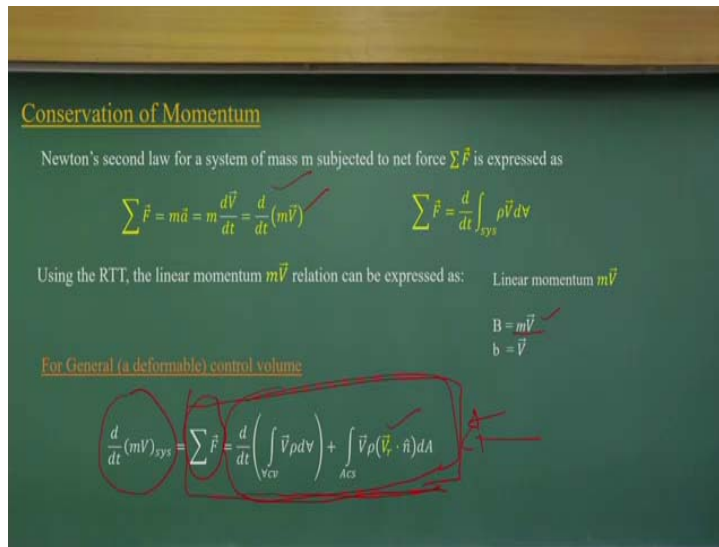 Conservation of Momentum
Newton's second law for a system of mass m subjected to net force ∑F⃗ is expressed as
∑F⃗ = ma⃗ = m dV⃗/dt = d/dt (mV⃗)
∑F⃗ = d/dt ∫sys ρV⃗d∀
Using the RTT, the linear momentum mV⃗ relation can be expressed as:
Linear momentum mV⃗
B = mV⃗
b = V⃗
For General (a deformable) control volume
d/dt (mV)sys = ∑F⃗ = d/dt (∫∀cv V⃗ρd∀) + ∫Acs V⃗ρ(V⃗r · n̂)dA